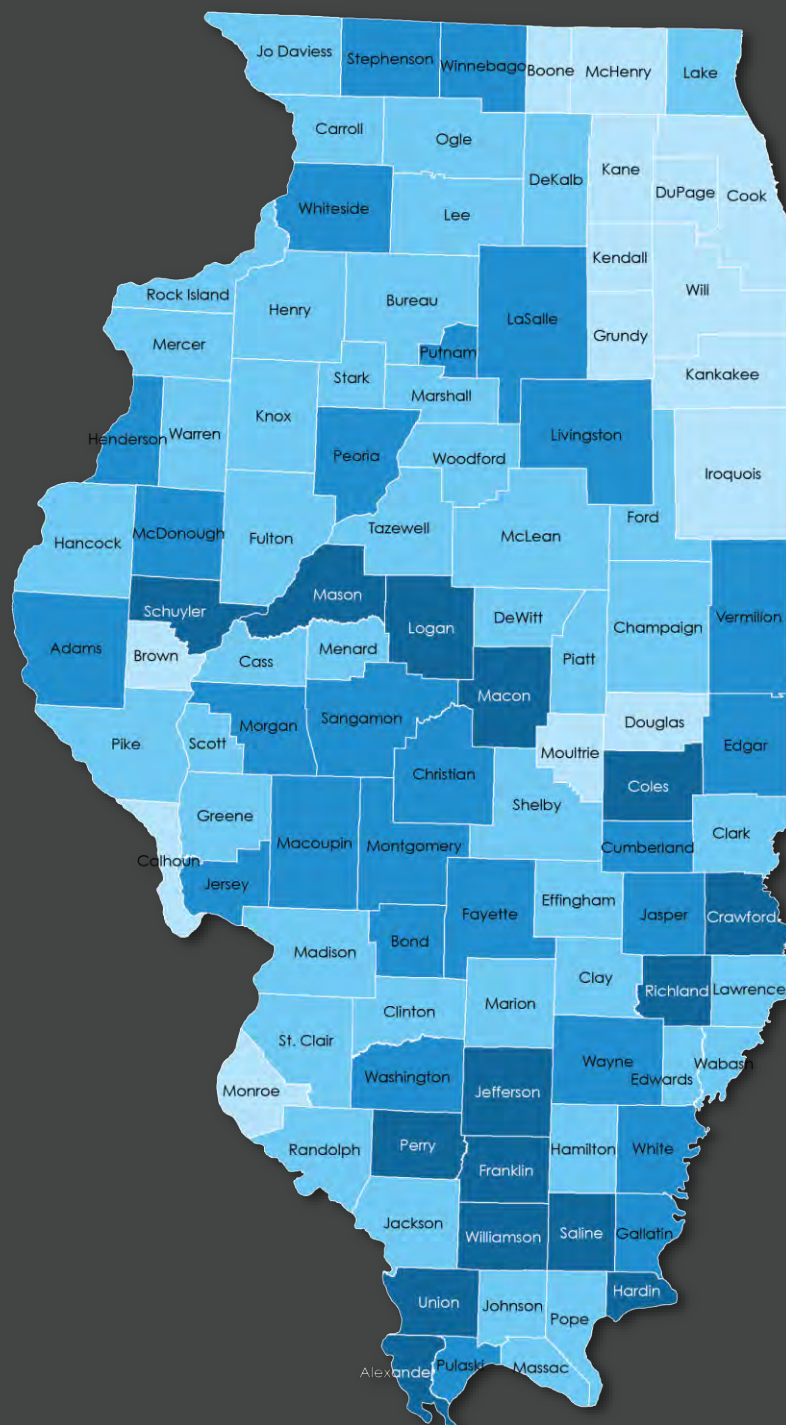 Jo Daviess
Stephenson
Winnebago
Boone
McHenry
Lake
Carroll
Ogle
DeKalb
Kane
DuPage
Cook
Whiteside
Lee
Kendall
Will
Rock Island
Henry
Bureau
LaSalle
Grundy
Mercer
Putnam
Kankakee
Stark
Marshall
Henderson
Warren
Knox
Peoria
Woodford
Livingston
Iroquois
Hancock
McDonough
Fulton
Tazewell
McLean
Ford
Schuyler
Mason
Logan
DeWitt
Champaign
Vermilion
Adams
Brown
Cass
Menard
Macon
Piatt
Pike
Scott
Morgan
Sangamon
Christian
Moultrie
Douglas
Edgar
Coles
Greene
Macoupin
Montgomery
Shelby
Cumberland
Clark
Calhoun
Jersey
Fayette
Effingham
Jasper
Crawford
Madison
Bond
Clay
Richland
Lawrence
Clinton
Marion
St. Clair
Washington
Jefferson
Wayne
Edwards
Wabash
Monroe
Randolph
Perry
Franklin
Hamilton
White
Jackson
Williamson
Saline
Gallatin
Union
Johnson
Pope
Hardin
Alexander
Pulaski
Massac